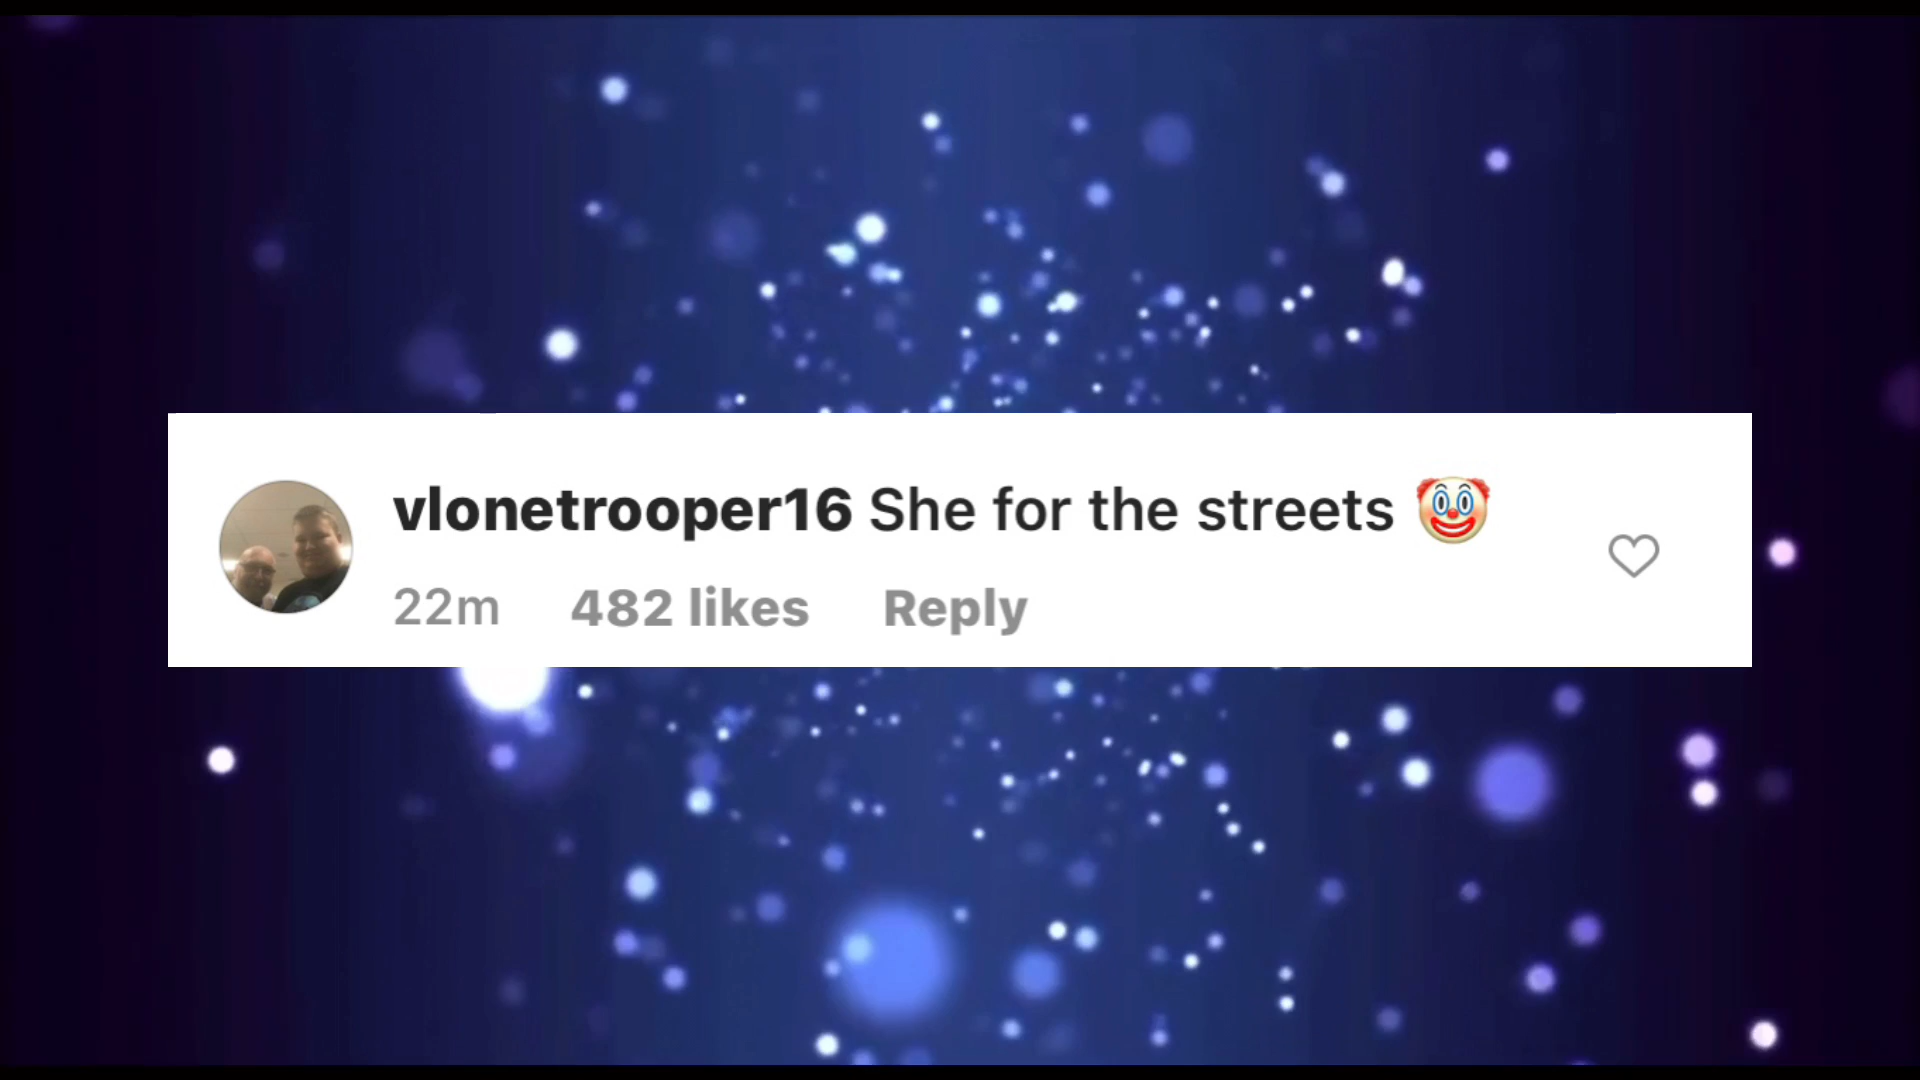 vlonetrooper16 She for the streets 🤡
22m 482 likes Reply